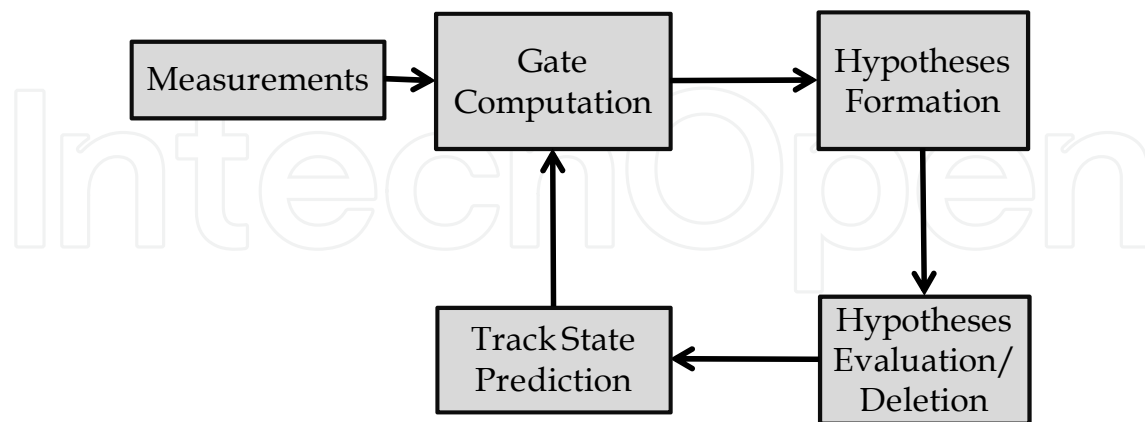 Measurements
Gate
Computation
Hypotheses
Formation
Track State
Prediction
Hypotheses
Evaluation/
Deletion
IntechOpen